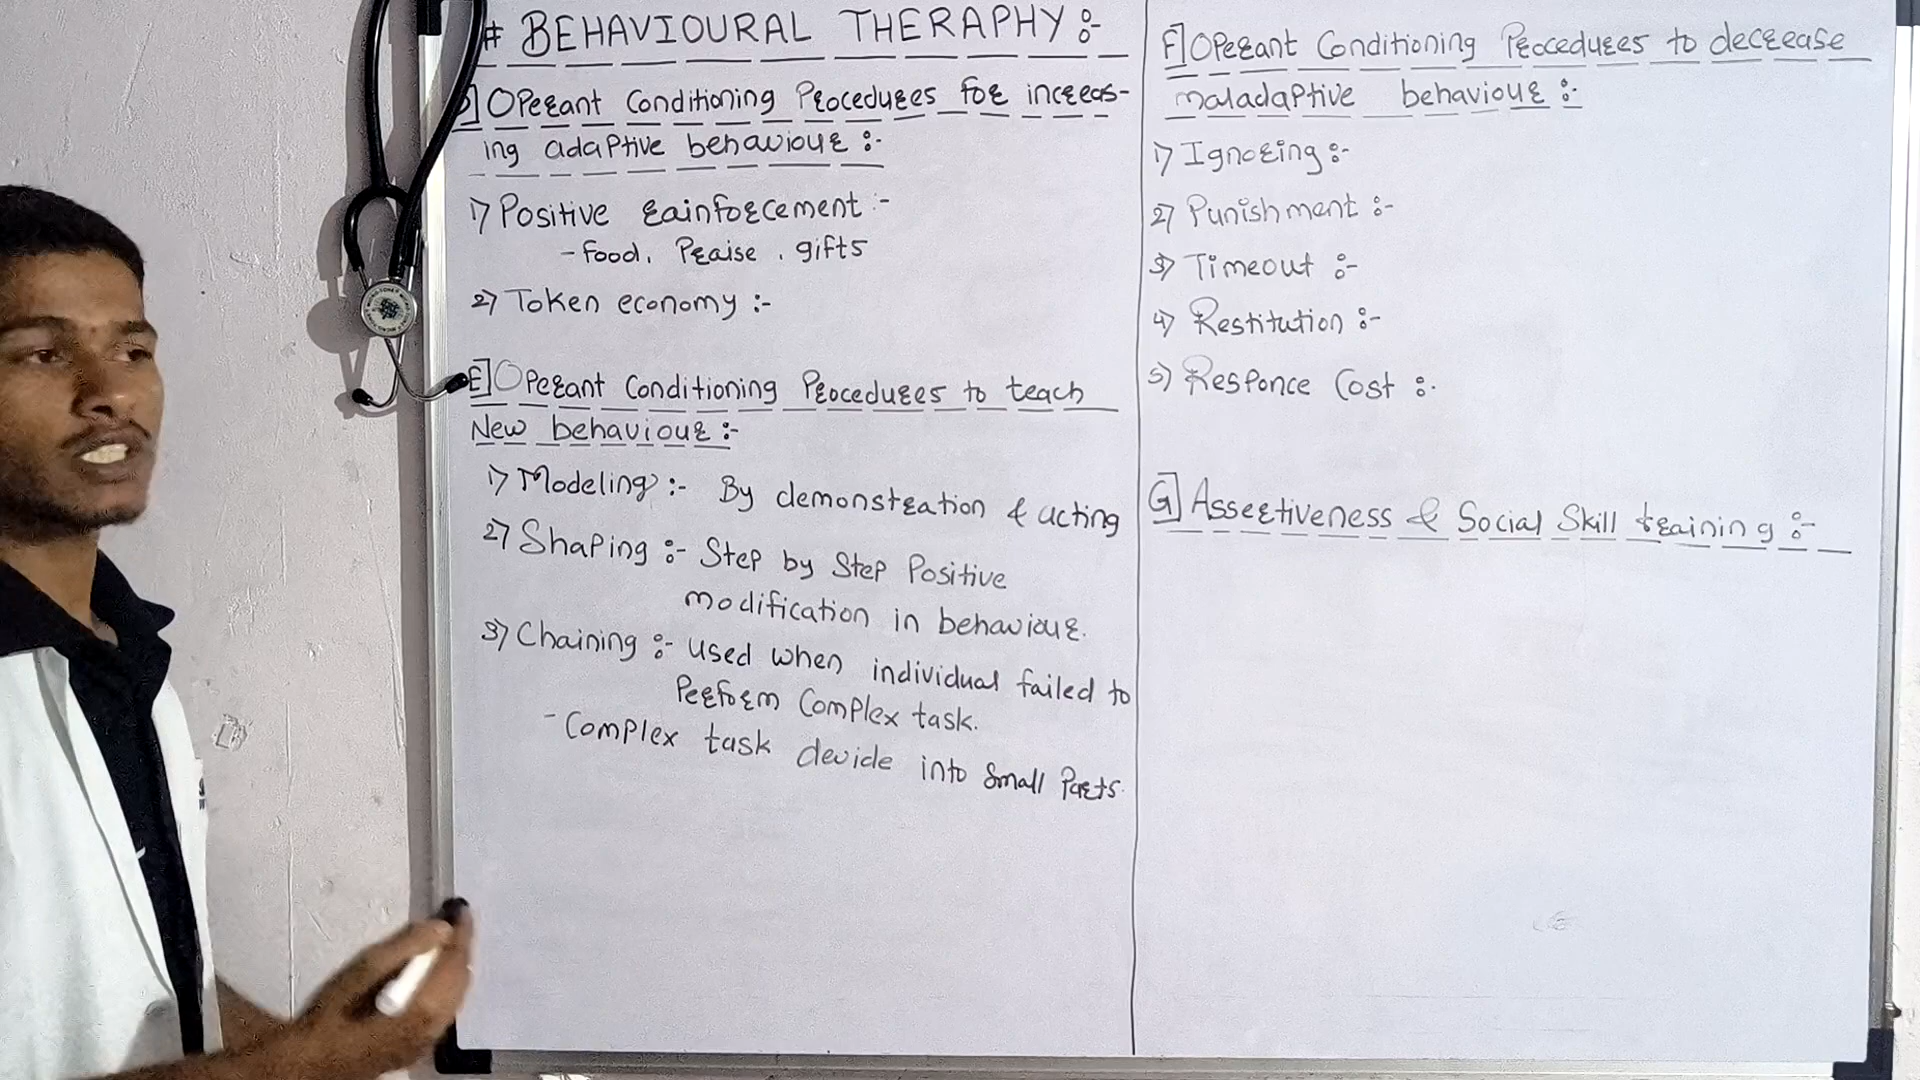 # BEHAVIOURAL THERAPHY :-
D] Operant Conditioning Procedures for increas-
ing adaptive behaviour :-
1) Positive rainforcement :-
- food, Praise, gifts
2) Token economy :-
E] Operant Conditioning Procedures to teach
New behaviour :-
1) Modeling :- By demonstration & acting
2) Shaping :- Step by Step Positive
modification in behaviour.
3) Chaining :- used when individual failed to
Perform Complex task.
- Complex task devide into Small Parts.
F] Operant Conditioning Procedures to decrease
maladaptive behaviour :-
1) Ignoring :-
2) Punishment :-
3) Timeout :-
4) Restitution :-
5) Responce Cost :-
G] Assertiveness & Social Skill training :-